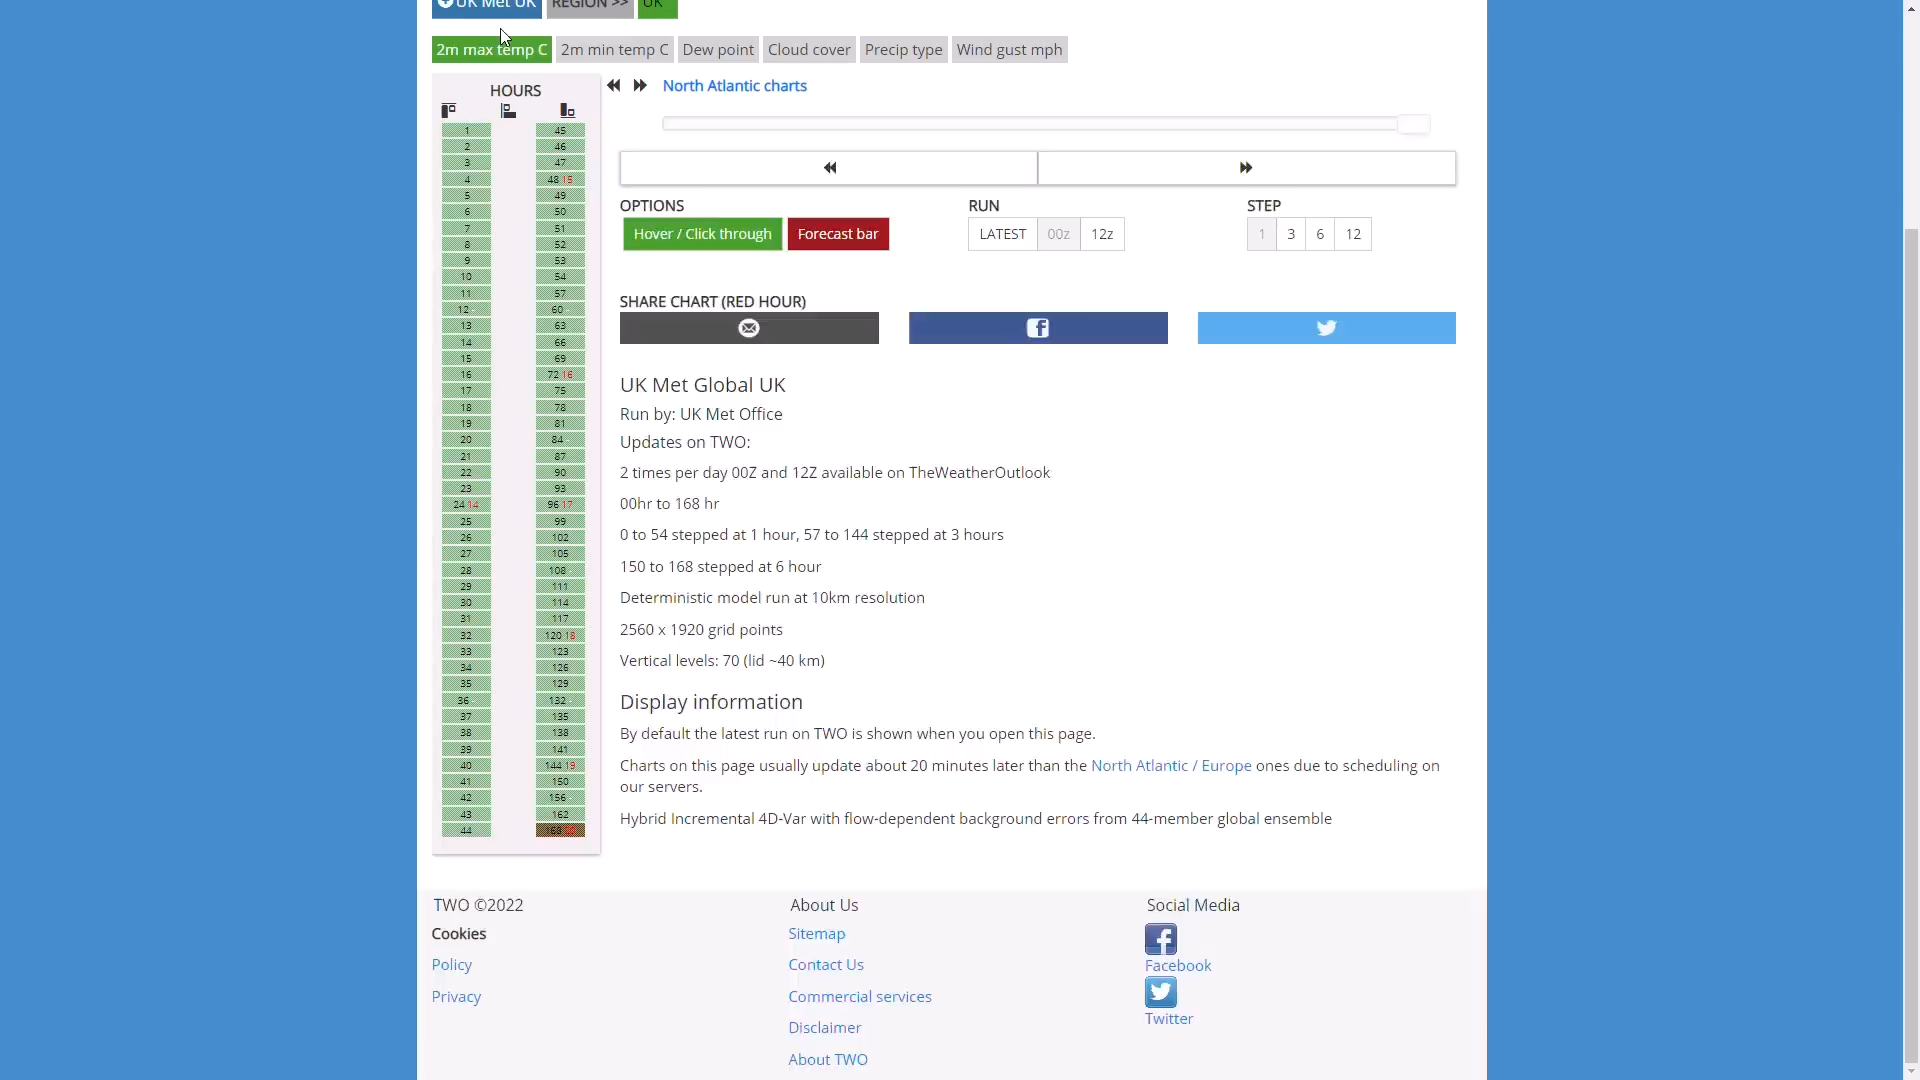 UK Met UK REGION >> UK
2m max temp C 2m min temp C Dew point Cloud cover Precip type Wind gust mph
HOURS
North Atlantic charts
1 45
2 46
3 47
4 48 15
5 49
6 50
7 51
8 52
9 53
10 54
11 57
12 - 60 -
13 63
14 66
15 69
16 72 16
17 75
18 78
19 81
20 84 -
21 87
22 90
23 93
24 14 96 17
25 99
26 102
27 105
28 108 -
29 111
30 114
31 117
32 120 18
33 123
34 126
35 129
36 - 132 -
37 135
38 138
39 141
40 144 19
41 150
42 156 -
43 162
44 168
OPTIONS RUN STEP
Hover / Click through Forecast bar LATEST 00z 12z 1 3 6 12
SHARE CHART (RED HOUR)
UK Met Global UK
Run by: UK Met Office
Updates on TWO:
2 times per day 00Z and 12Z available on TheWeatherOutlook
00hr to 168 hr
0 to 54 stepped at 1 hour, 57 to 144 stepped at 3 hours
150 to 168 stepped at 6 hour
Deterministic model run at 10km resolution
2560 x 1920 grid points
Vertical levels: 70 (lid ~40 km)
Display information
By default the latest run on TWO is shown when you open this page.
Charts on this page usually update about 20 minutes later than the North Atlantic / Europe ones due to scheduling on
our servers.
Hybrid Incremental 4D-Var with flow-dependent background errors from 44-member global ensemble
TWO ©2022
Cookies
Policy
Privacy
About Us
Sitemap
Contact Us
Commercial services
Disclaimer
About TWO
Social Media
Facebook
Twitter